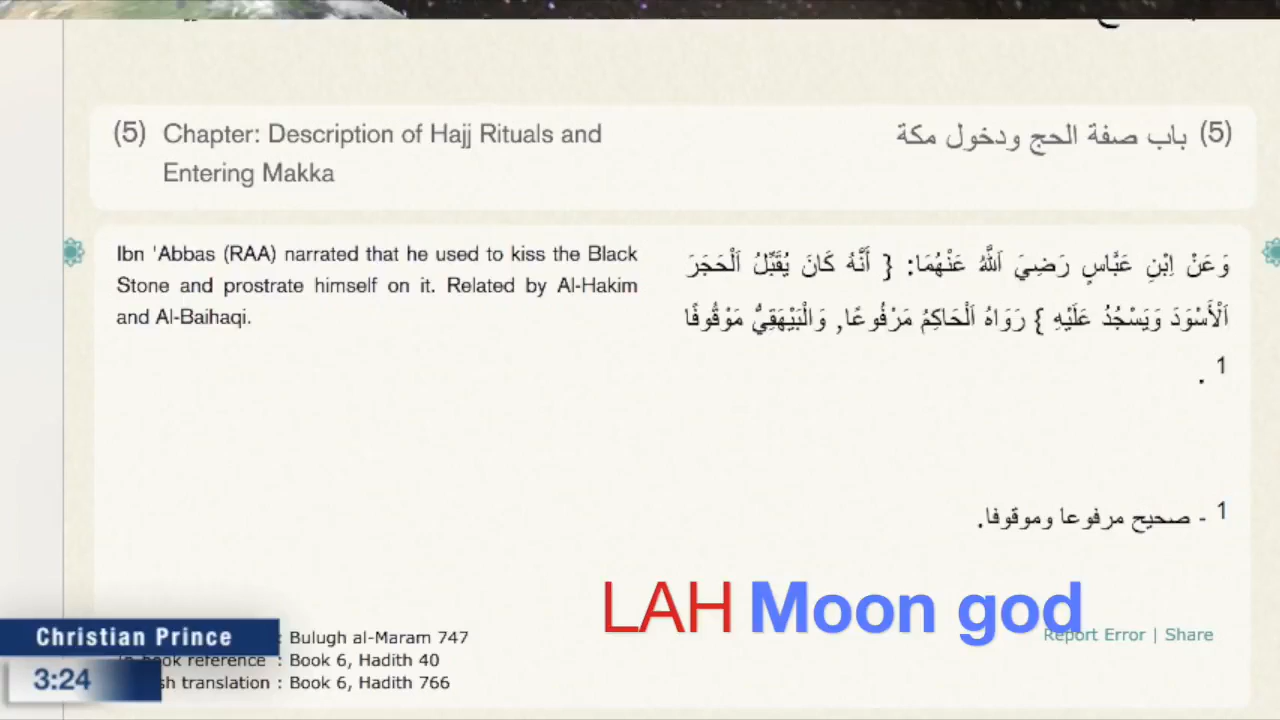 (5) Chapter: Description of Hajj Rituals and
Entering Makka
(5) باب صفة الحج ودخول مكة
Ibn 'Abbas (RAA) narrated that he used to kiss the Black
Stone and prostrate himself on it. Related by Al-Hakim
and Al-Baihaqi.
وَعَنْ اِبْنِ عَبَّاسٍ رَضِيَ اَللَّهُ عَنْهُمَا: { أَنَّهُ كَانَ يُقَبِّلُ اَلْحَجَرَ
اَلْأَسْوَدَ وَيَسْجُدُ عَلَيْهِ } رَوَاهُ اَلْحَاكِمُ مَرْفُوعًا, وَالْبَيْهَقِيُّ مَوْقُوفًا
1
.
1 - صحيح مرفوعا وموقوفا.
LAH Moon god
Report Error | Share
Christian Prince
3:24
: Bulugh al-Maram 747
book reference : Book 6, Hadith 40
translation : Book 6, Hadith 766